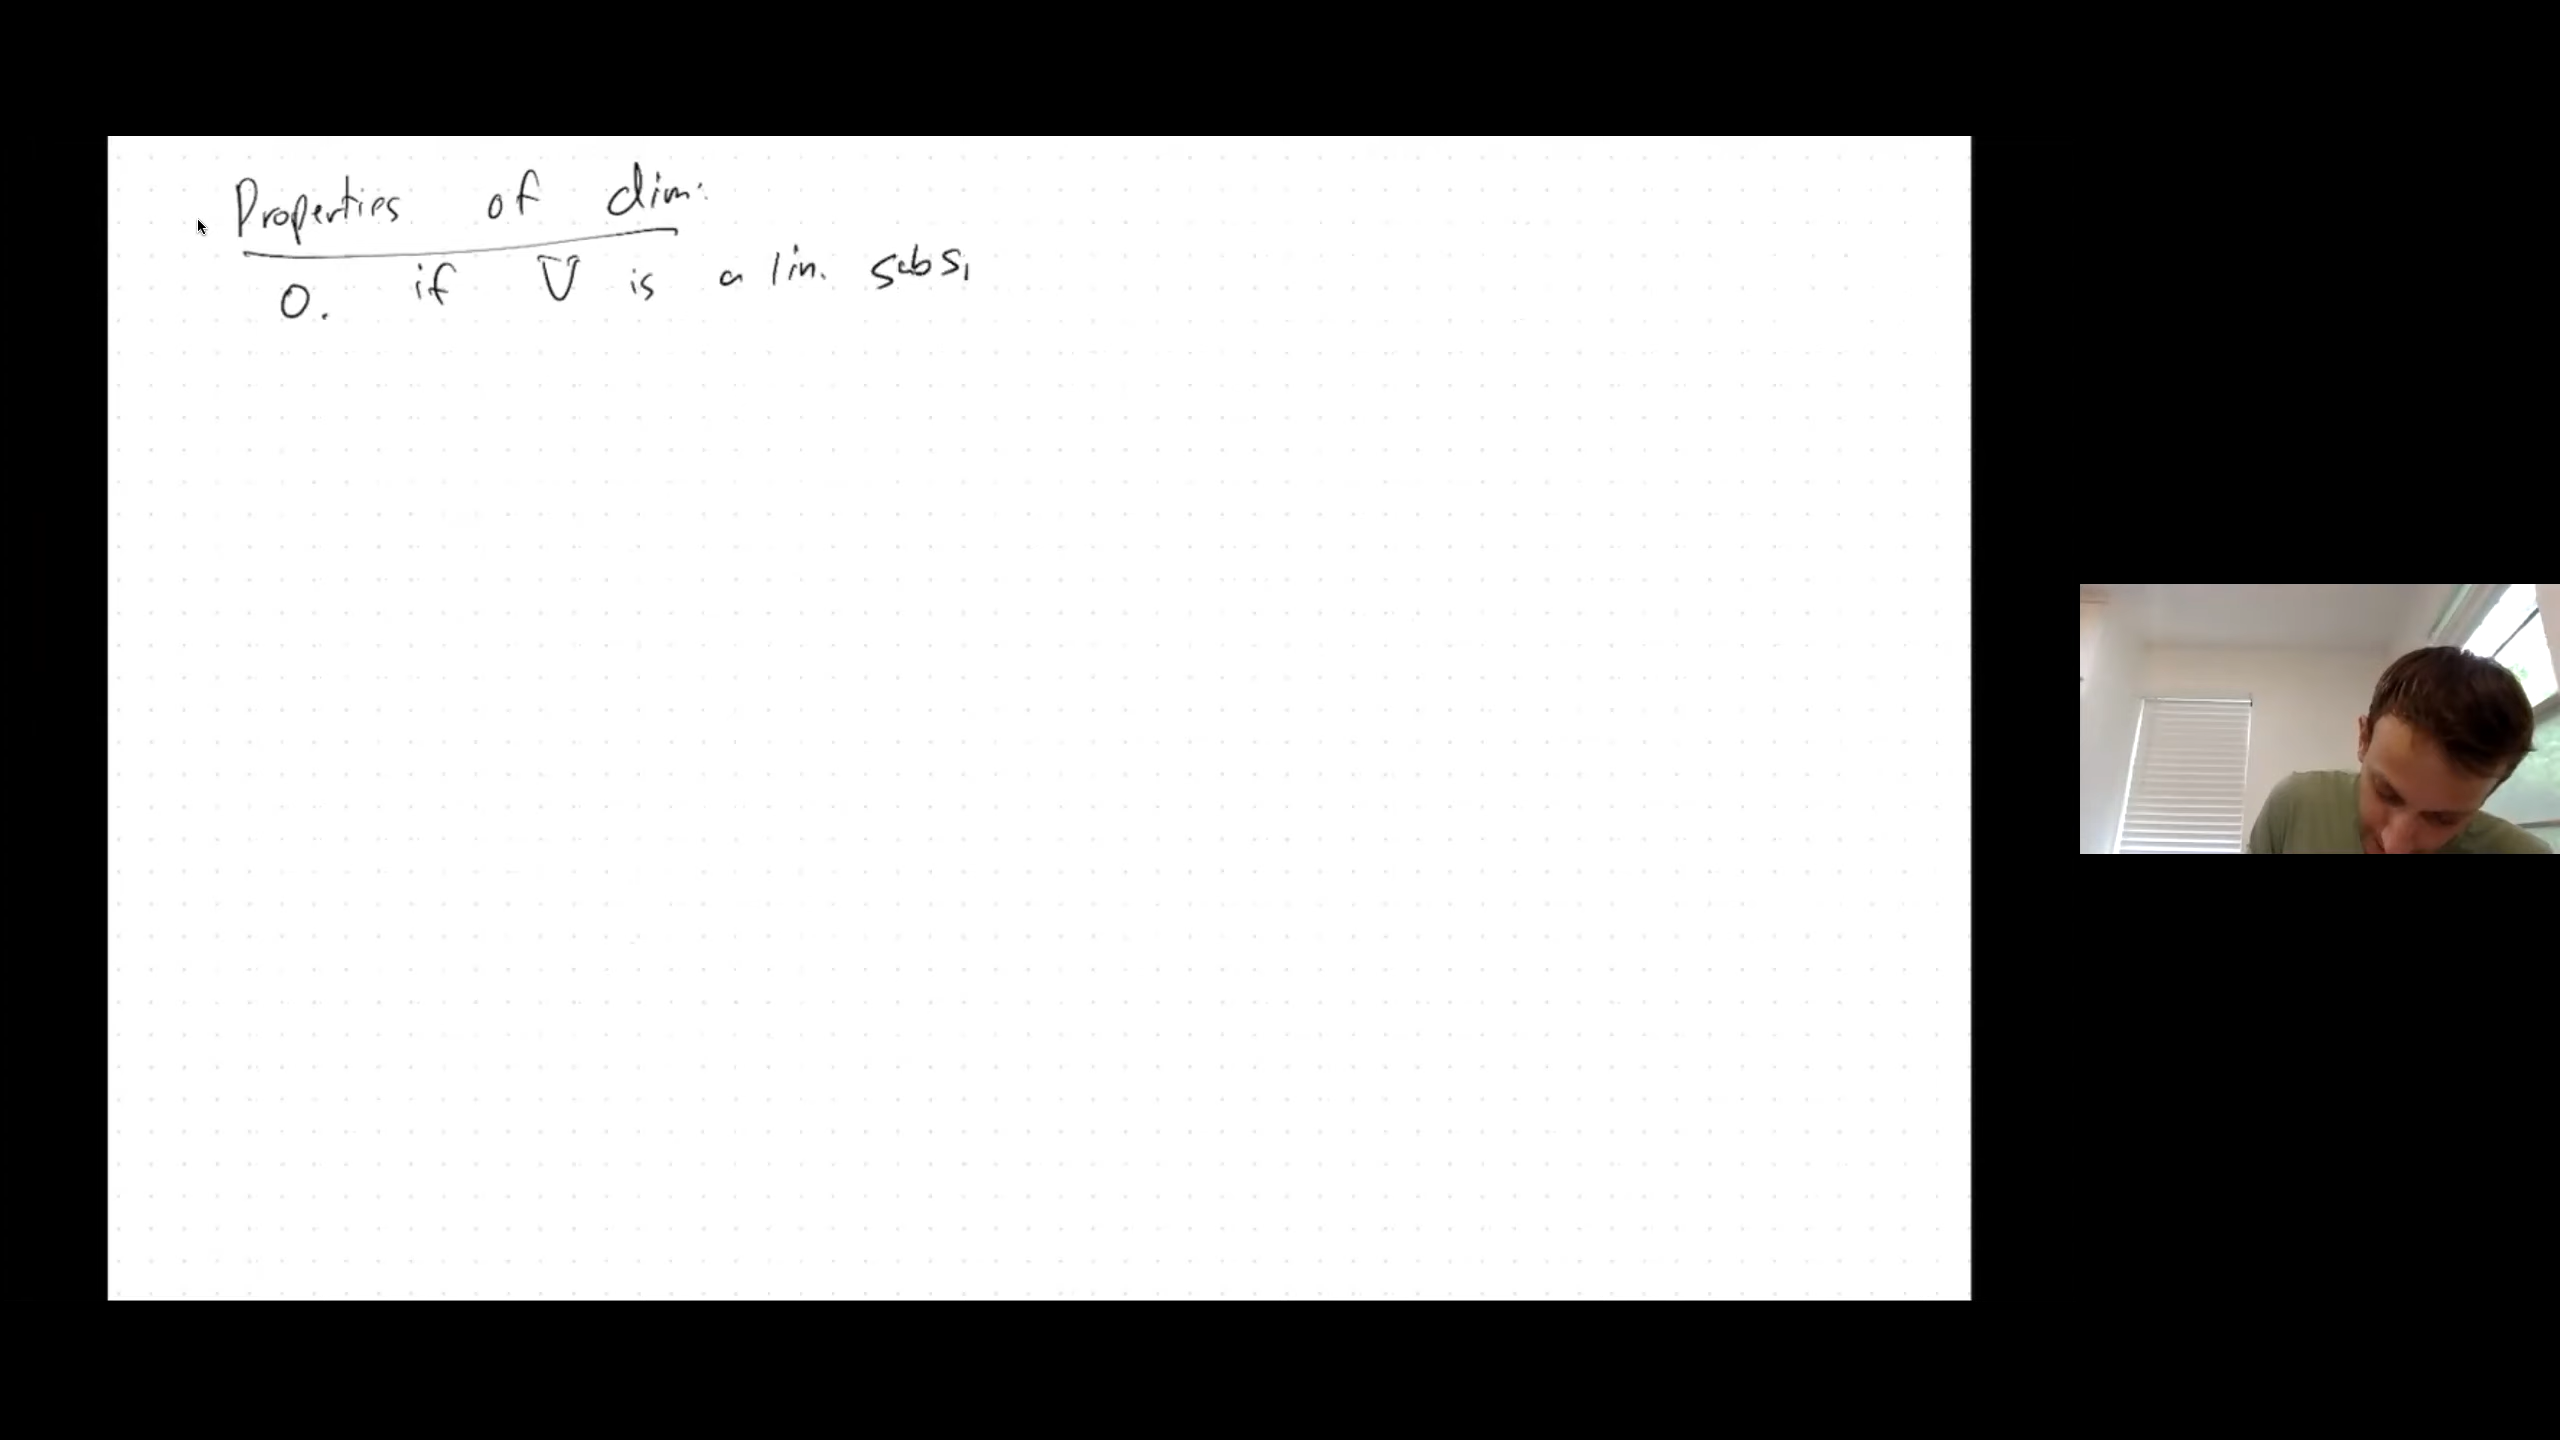 Properties of dim:
0. if V is a lin. subs